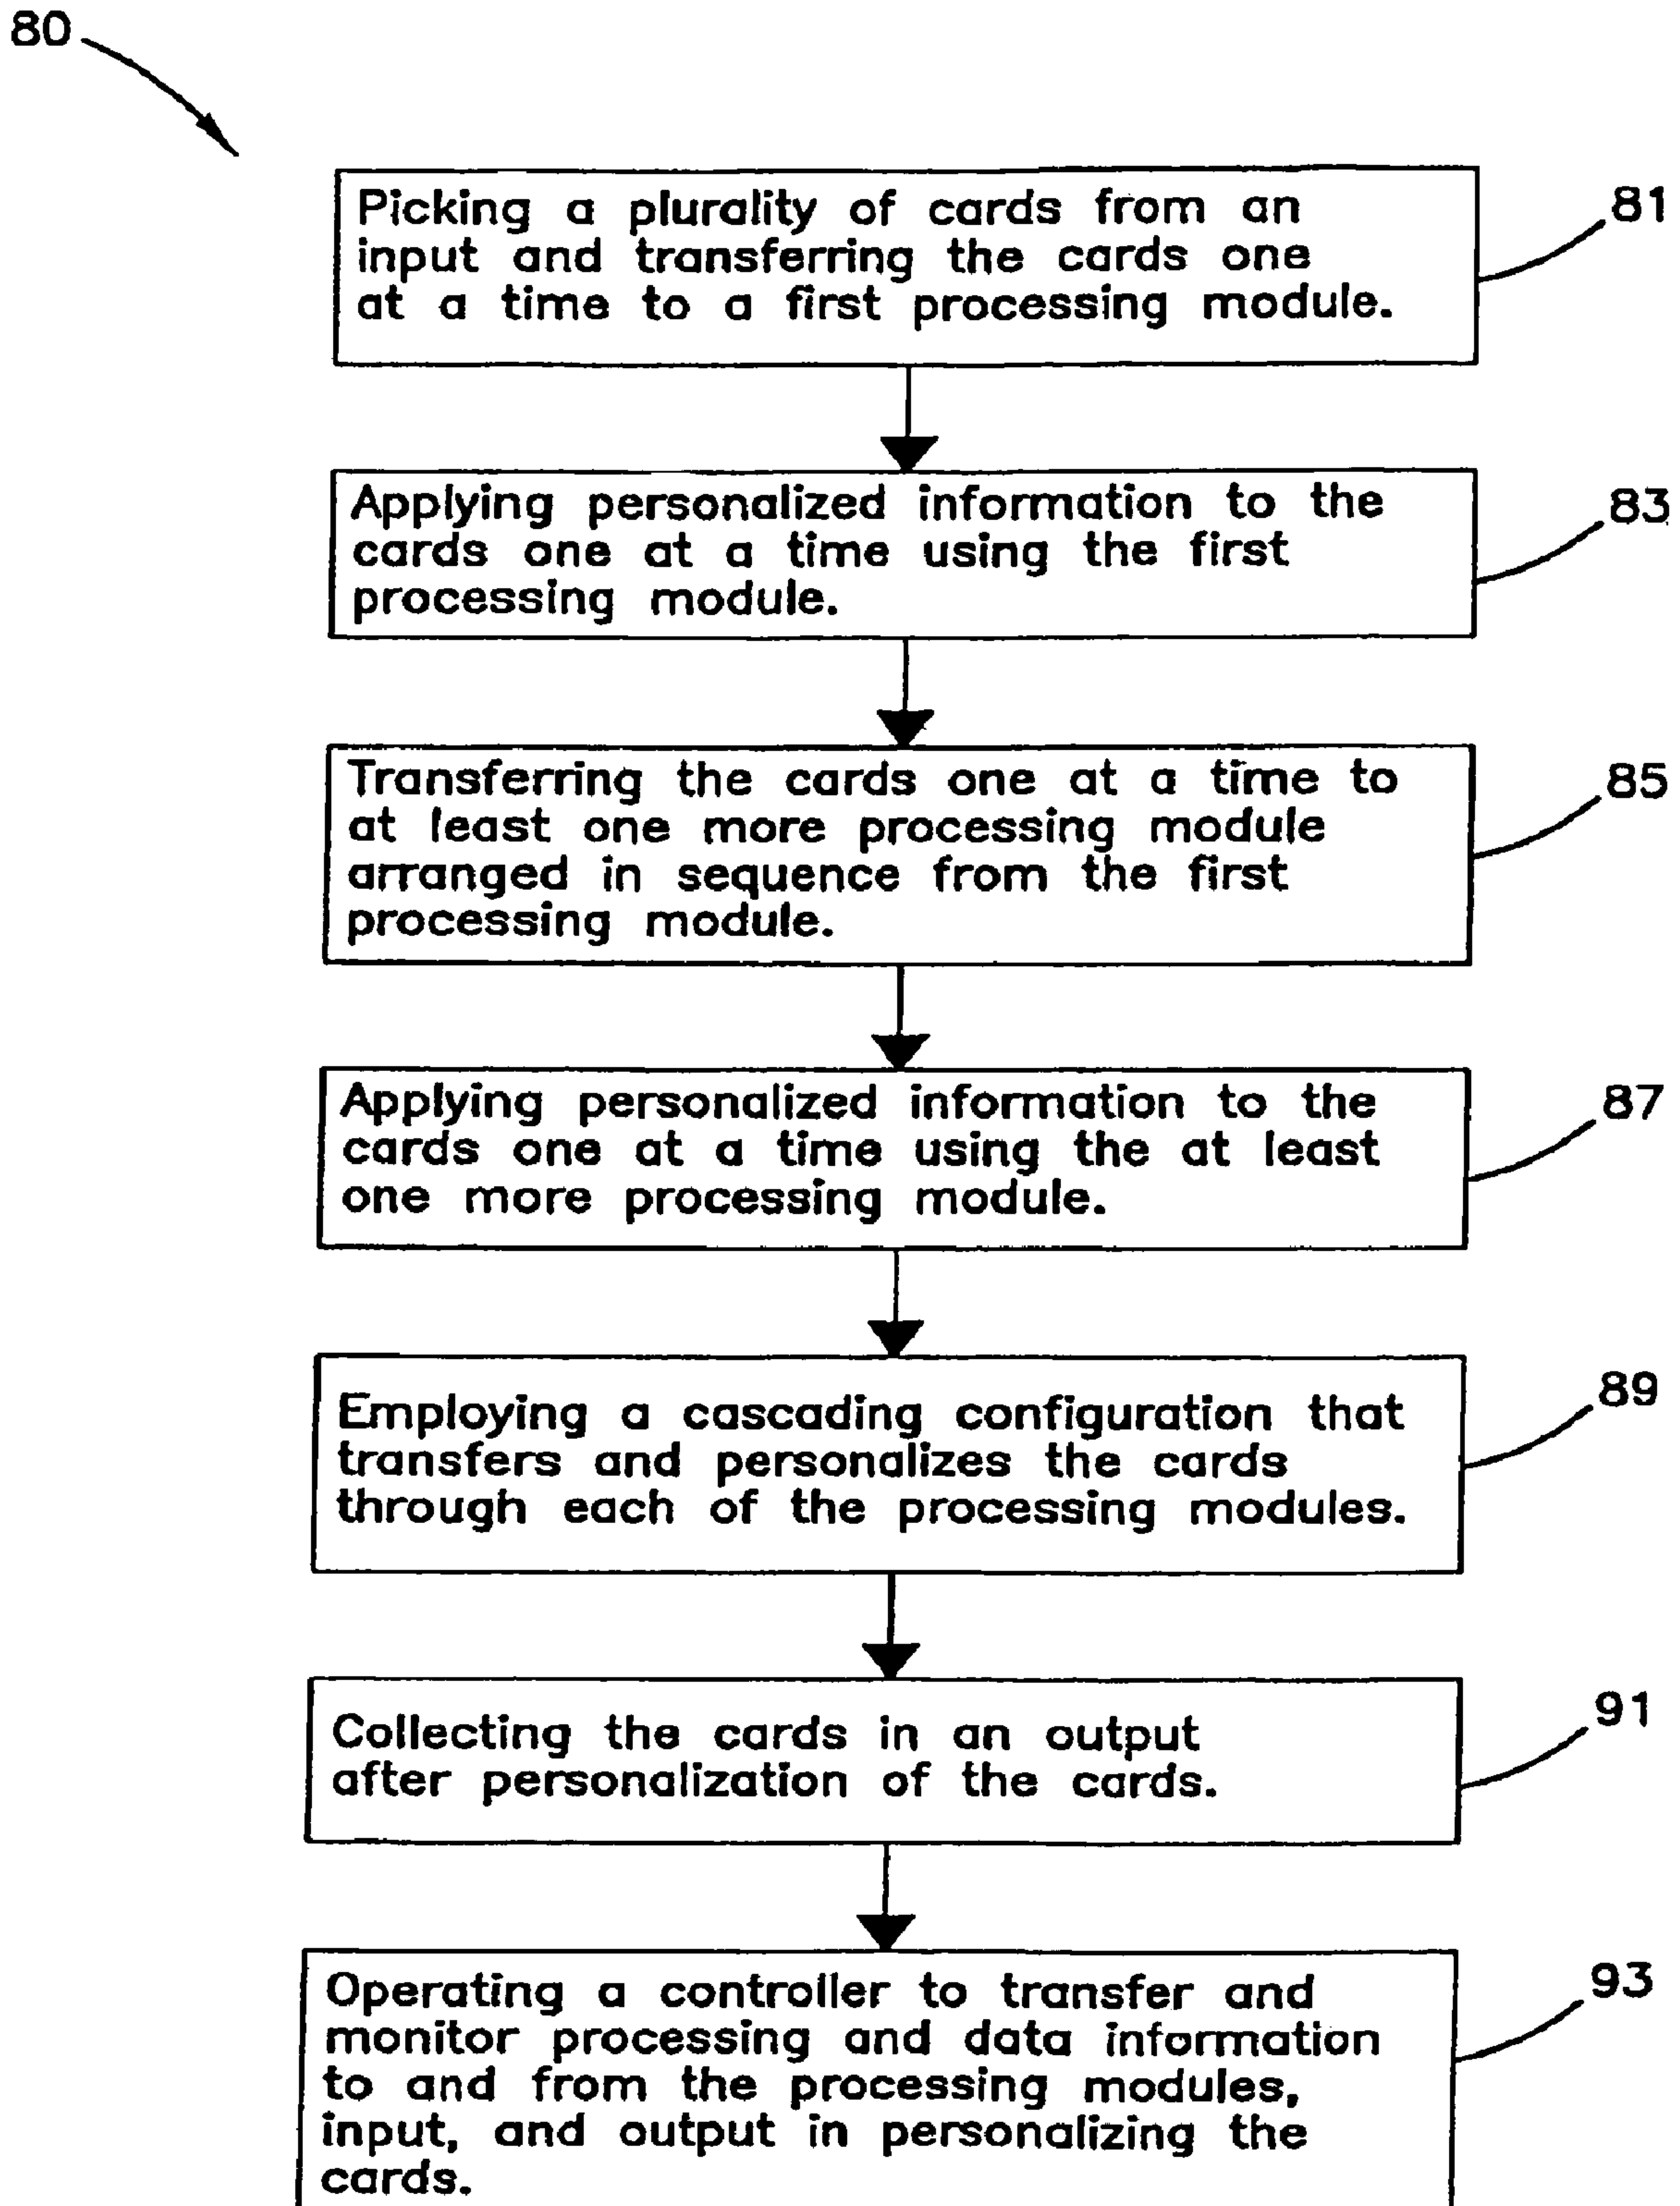 80
Picking a plurality of cards from an
input and transferring the cards one
at a time to a first processing module.
81
Applying personalized information to the
cards one at a time using the first
processing module.
83
Transferring the cards one at a time to
at least one more processing module
arranged in sequence from the first
processing module.
85
Applying personalized information to the
cards one at a time using the at least
one more processing module.
87
Employing a cascading configuration that
transfers and personalizes the cards
through each of the processing modules.
89
Collecting the cards in an output
after personalization of the cards.
91
Operating a controller to transfer and
monitor processing and data information
to and from the processing modules,
input, and output in personalizing the
cards.
93